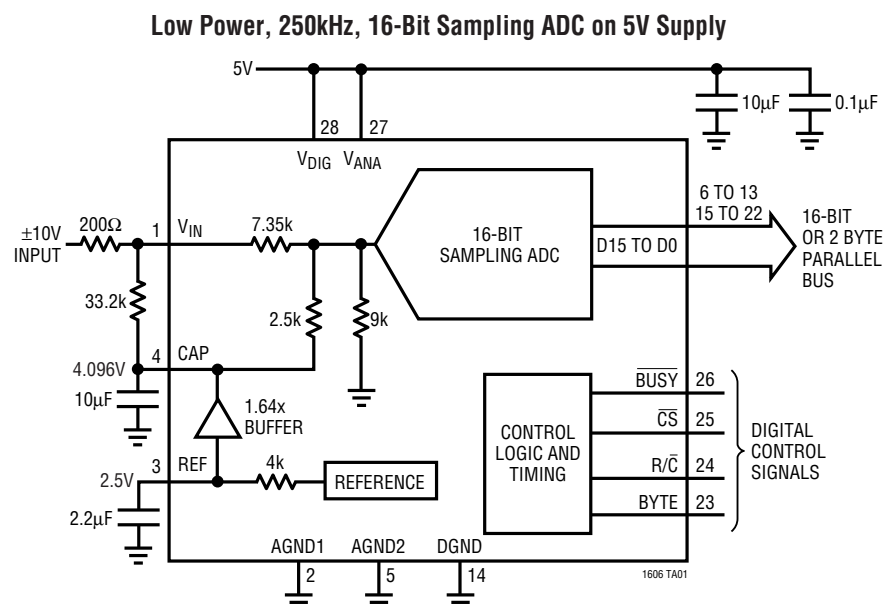 Low Power, 250kHz, 16-Bit Sampling ADC on 5V Supply
5V
10µF
0.1µF
28
27
VDIG
VANA
6 TO 13
15 TO 22
16-BIT
OR 2 BYTE
PARALLEL
BUS
±10V
INPUT
200Ω
1
VIN
7.35k
16-BIT
SAMPLING ADC
D15 TO D0
33.2k
2.5k
9k
4.096V
4
CAP
10µF
1.64x
BUFFER
BUSY
26
CS
25
R/C
24
BYTE
23
CONTROL
LOGIC AND
TIMING
DIGITAL
CONTROL
SIGNALS
3
REF
4k
REFERENCE
2.5V
2.2µF
AGND1
AGND2
DGND
2
5
14
1606 TA01